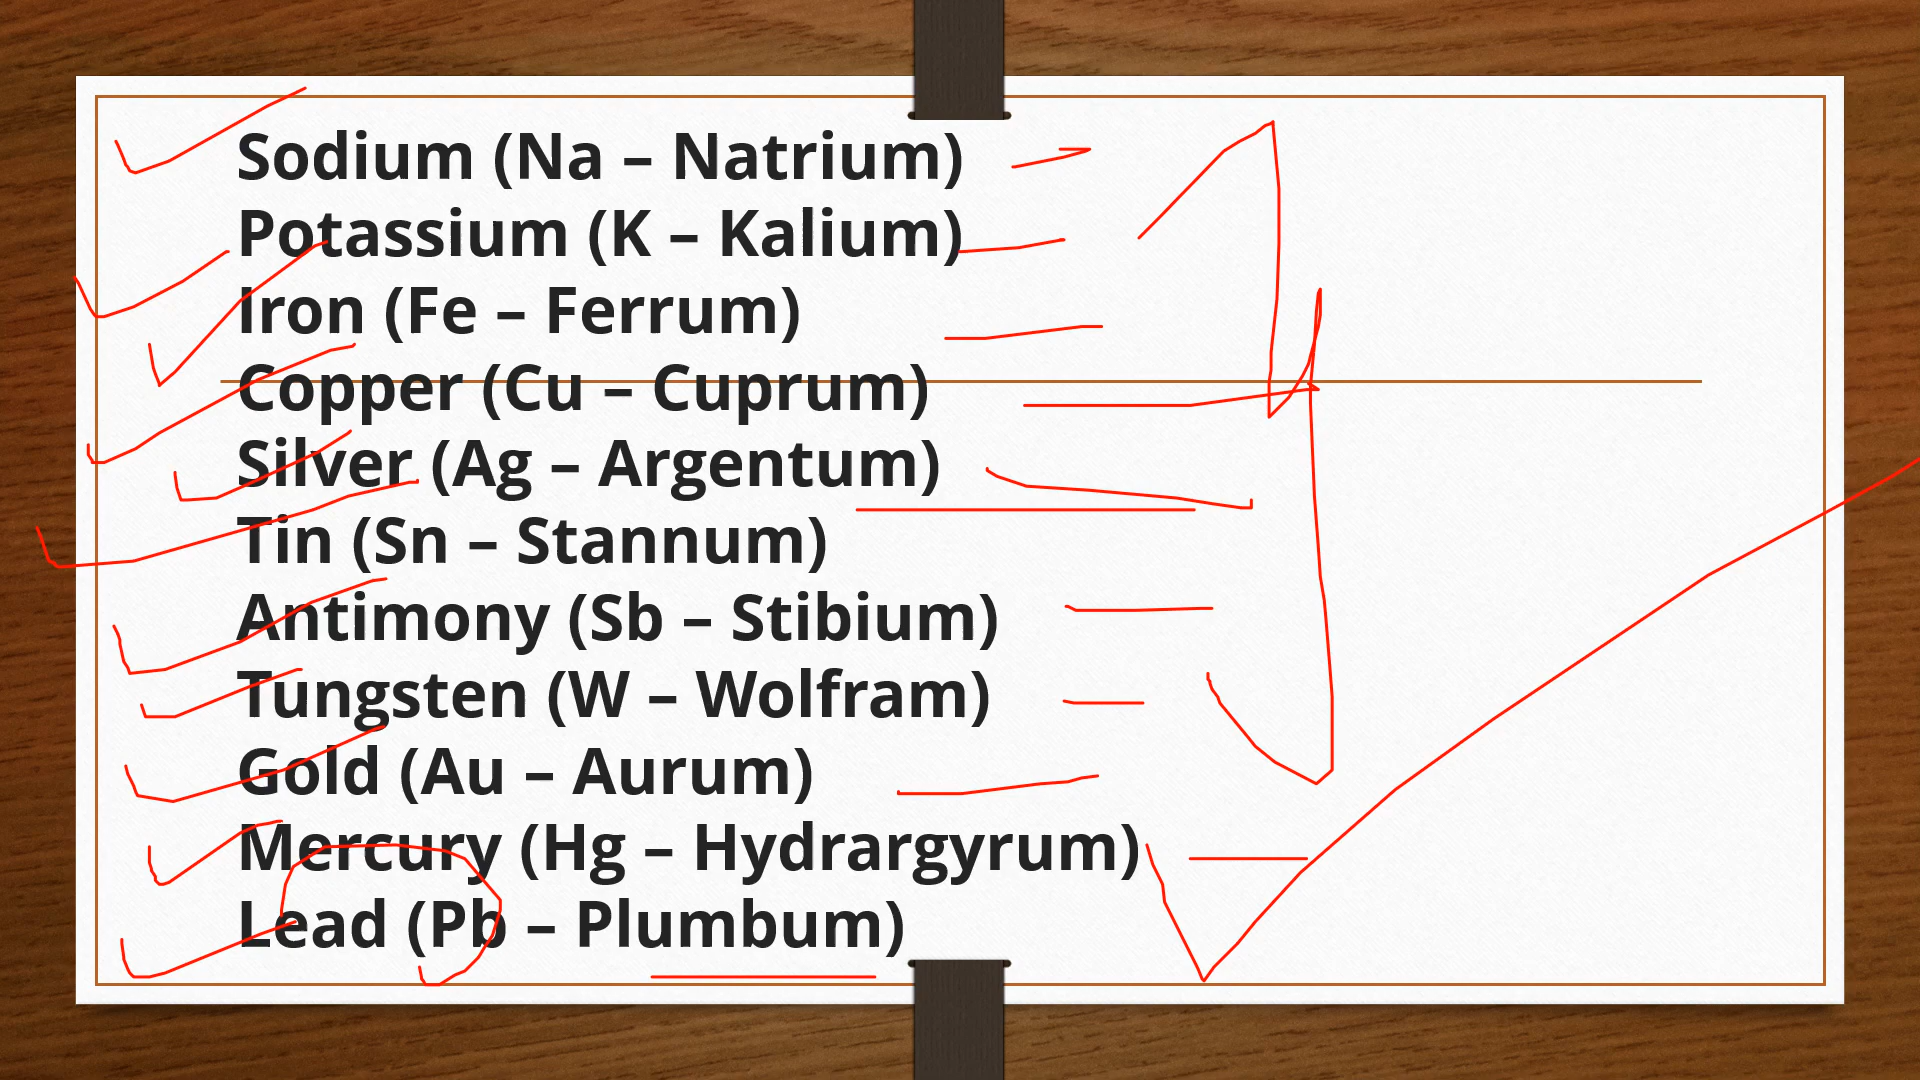 Sodium (Na – Natrium)
Potassium (K – Kalium)
Iron (Fe – Ferrum)
Copper (Cu – Cuprum)
Silver (Ag – Argentum)
Tin (Sn – Stannum)
Antimony (Sb – Stibium)
Tungsten (W – Wolfram)
Gold (Au – Aurum)
Mercury (Hg – Hydrargyrum)
Lead (Pb – Plumbum)